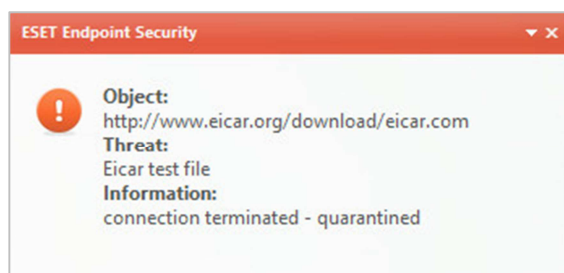 ESET Endpoint Security
Object:
http://www.eicar.org/download/eicar.com
Threat:
Eicar test file
Information:
connection terminated - quarantined